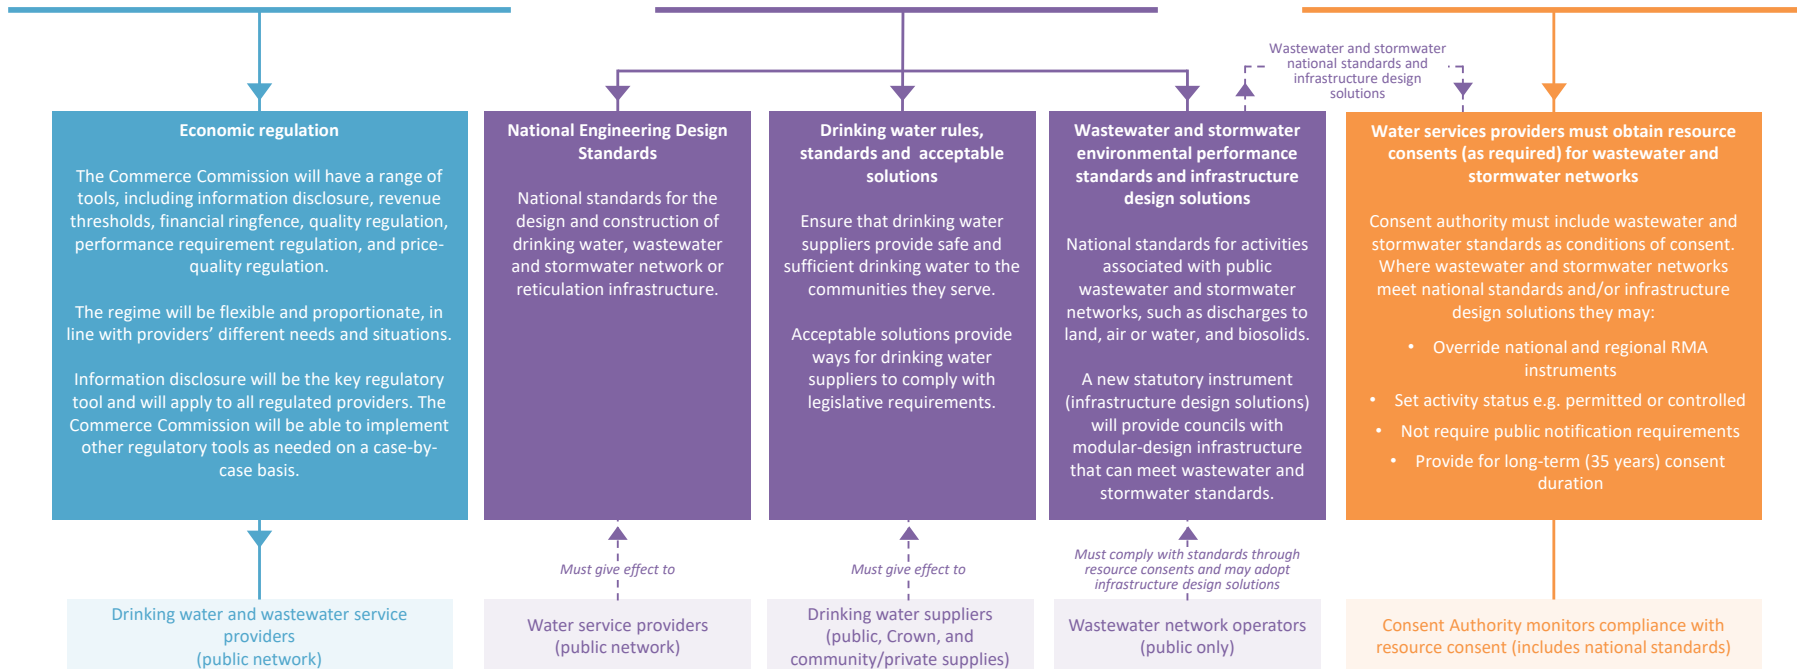 Wastewater and stormwater
national standards and
infrastructure design
solutions
Economic regulation
The Commerce Commission will have a range of
tools, including information disclosure, revenue
thresholds, financial ringfence, quality regulation,
performance requirement regulation, and price-
quality regulation.
The regime will be flexible and proportionate, in
line with providers’ different needs and situations.
Information disclosure will be the key regulatory
tool and will apply to all regulated providers. The
Commerce Commission will be able to implement
other regulatory tools as needed on a case-by-
case basis.
National Engineering Design
Standards
National standards for the
design and construction of
drinking water, wastewater
and stormwater network or
reticulation infrastructure.
Drinking water rules,
standards and acceptable
solutions
Ensure that drinking water
suppliers provide safe and
sufficient drinking water to the
communities they serve.
Acceptable solutions provide
ways for drinking water
suppliers to comply with
legislative requirements.
Wastewater and stormwater
environmental performance
standards and infrastructure
design solutions
National standards for activities
associated with public
wastewater and stormwater
networks, such as discharges to
land, air or water, and biosolids.
A new statutory instrument
(infrastructure design solutions)
will provide councils with
modular-design infrastructure
that can meet wastewater and
stormwater standards.
Water services providers must obtain resource
consents (as required) for wastewater and
stormwater networks
Consent authority must include wastewater and
stormwater standards as conditions of consent.
Where wastewater and stormwater networks
meet national standards and/or infrastructure
design solutions they may:
• Override national and regional RMA
instruments
• Set activity status e.g. permitted or controlled
• Not require public notification requirements
• Provide for long-term (35 years) consent
duration
Must give effect to
Must give effect to
Must comply with standards through
resource consents and may adopt
infrastructure design solutions
Drinking water and wastewater service
providers
(public network)
Water service providers
(public network)
Drinking water suppliers
(public, Crown, and
community/private supplies)
Wastewater network operators
(public only)
Consent Authority monitors compliance with
resource consent (includes national standards)